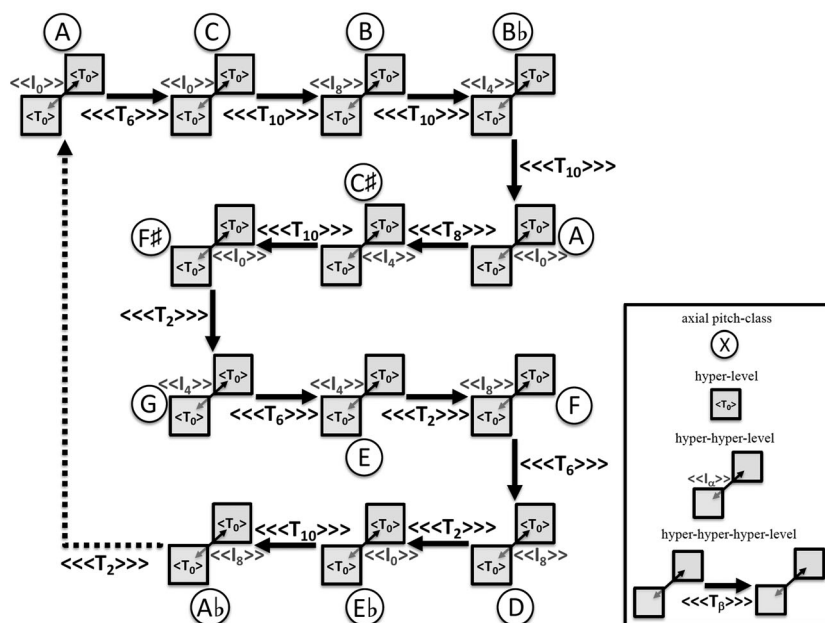 A C B B♭
<<I₀>> <T₀> <<I₀>> <T₀> <<I₈>> <T₀> <<I₄>> <T₀>
<T₀> <<<T₆>>> <T₀> <<<T₁₀>>> <T₀> <<<T₁₀>>> <T₀>
<<<T₁₀>>>
C♯
F♯ <T₀> <<<T₁₀>>> <T₀> <<<T₈>>> <T₀> A
<T₀> <<I₀>> <T₀> <<I₄>> <T₀> <<I₀>>
<<<T₂>>>
<<I₄>> <T₀> <<I₄>> <T₀> <<I₈>> <T₀>
G <T₀> <<<T₆>>> <T₀> <<<T₂>>> <T₀> F
E
<<<T₆>>>
<T₀> <<<T₁₀>>> <T₀> <<<T₂>>> <T₀>
<<<T₂>>> <T₀> <<I₈>> <T₀> <<I₀>> <T₀> <<I₈>>
A♭ E♭ D
axial pitch-class
X
hyper-level
<T₀>
hyper-hyper-level
<<Iα>>
hyper-hyper-hyper-level
<<<Tβ>>>